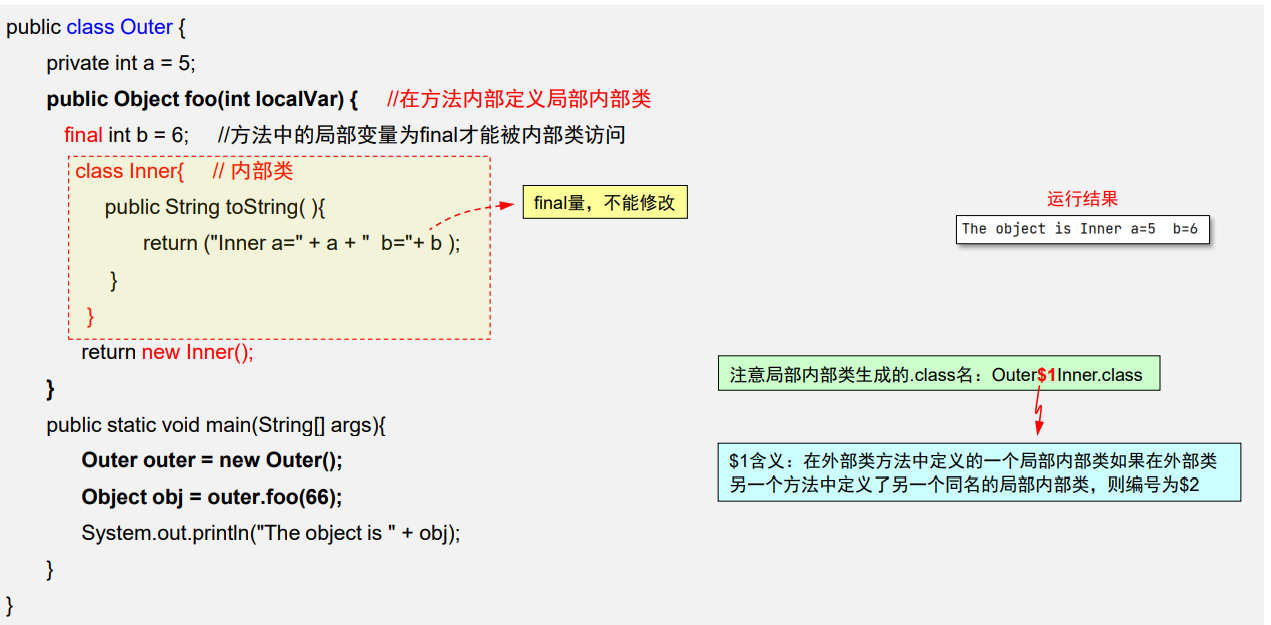 public class Outer {
private int a = 5;
public Object foo(int localVar) { //在方法内部定义局部内部类
final int b = 6; //方法中的局部变量为final才能被内部类访问
class Inner{ // 内部类
public String toString( ){
return ("Inner a=" + a + " b="+ b );
}
}
return new Inner();
}
public static void main(String[] args){
Outer outer = new Outer();
Object obj = outer.foo(66);
System.out.println("The object is " + obj);
}
}
final量，不能修改
运行结果
The object is Inner a=5  b=6
注意局部内部类生成的.class名：Outer$1Inner.class
$1含义：在外部类方法中定义的一个局部内部类如果在外部类
另一个方法中定义了另一个同名的局部内部类，则编号为$2